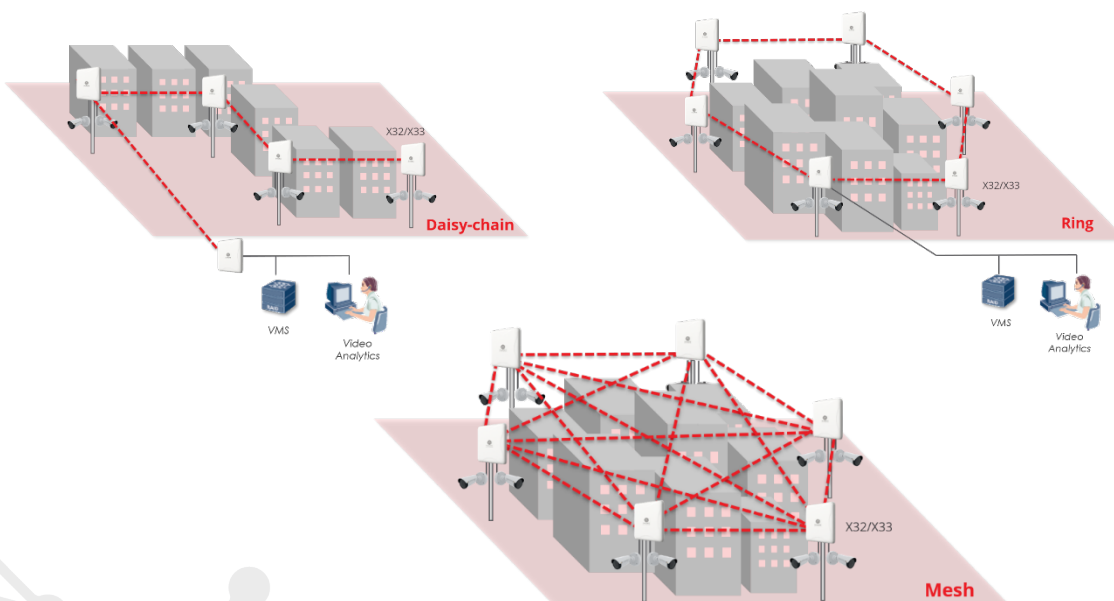 X32/X33
Daisy-chain
VMS
Video
Analytics
X32/X33
Ring
VMS
Video
Analytics
X32/X33
Mesh